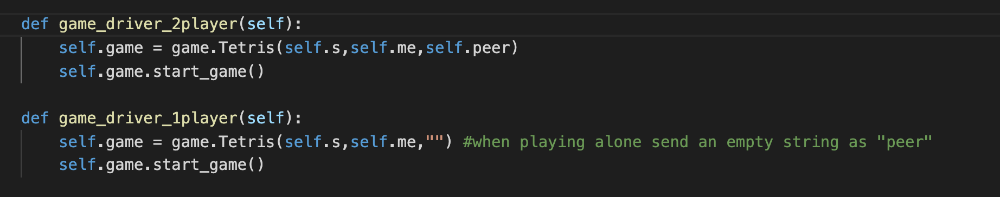 def game_driver_2player(self):
    self.game = game.Tetris(self.s,self.me,self.peer)
    self.game.start_game()

def game_driver_1player(self):
    self.game = game.Tetris(self.s,self.me,"") #when playing alone send an empty string as "peer"
    self.game.start_game()